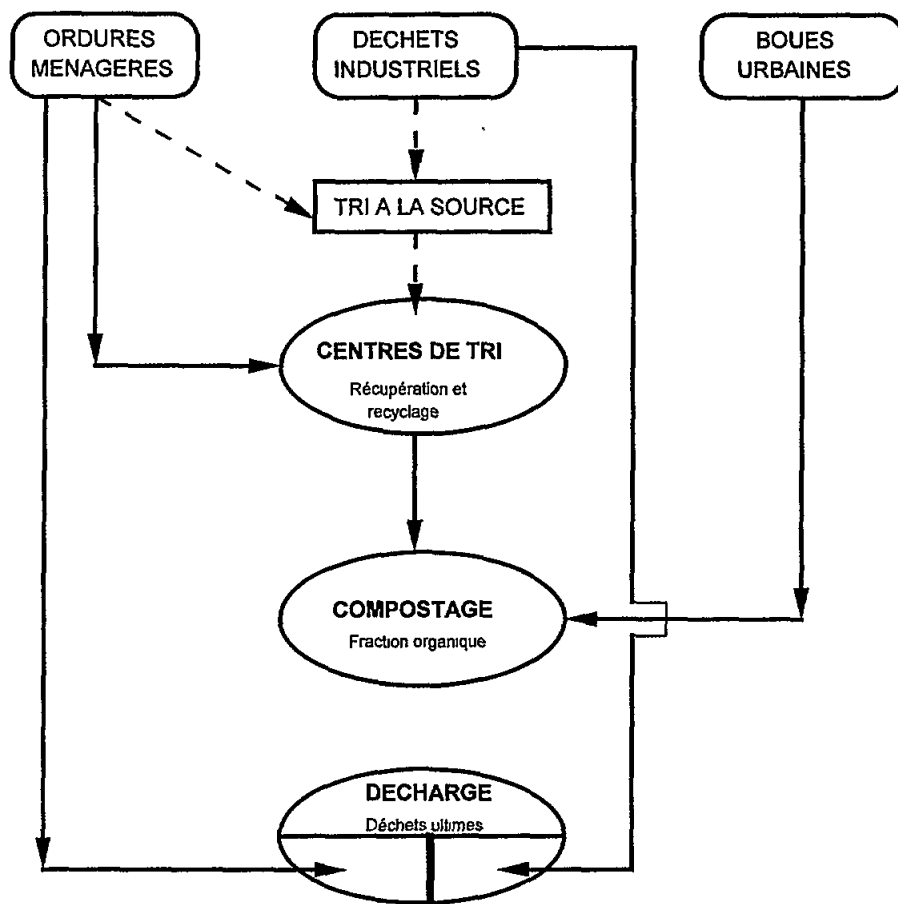 ORDURES
MENAGERES
DECHETS
INDUSTRIELS
BOUES
URBAINES
TRI A LA SOURCE
CENTRES DE TRI
Récupération et
recyclage
COMPOSTAGE
Fraction organique
DECHARGE
Déchets ultimes